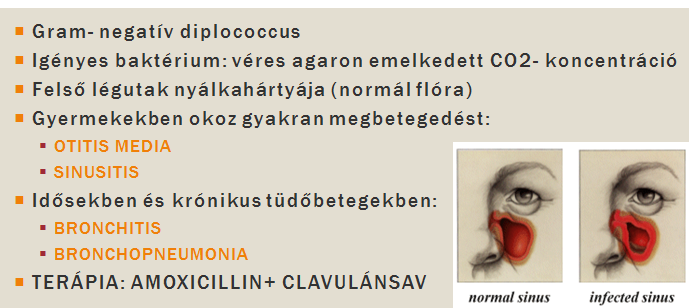 Gram- negatív diplococcus
Igényes baktérium: véres agaron emelkedett CO2- koncentráció
Felső légutak nyálkahártyája (normál flóra)
Gyermekekben okoz gyakran megbetegedést:
OTITIS MEDIA
SINUSITIS
Idősekben és krónikus tüdőbetegekben:
BRONCHITIS
BRONCHOPNEUMONIA
TERÁPIA: AMOXICILLIN+ CLAVULÁNSAV
normal sinus
infected sinus